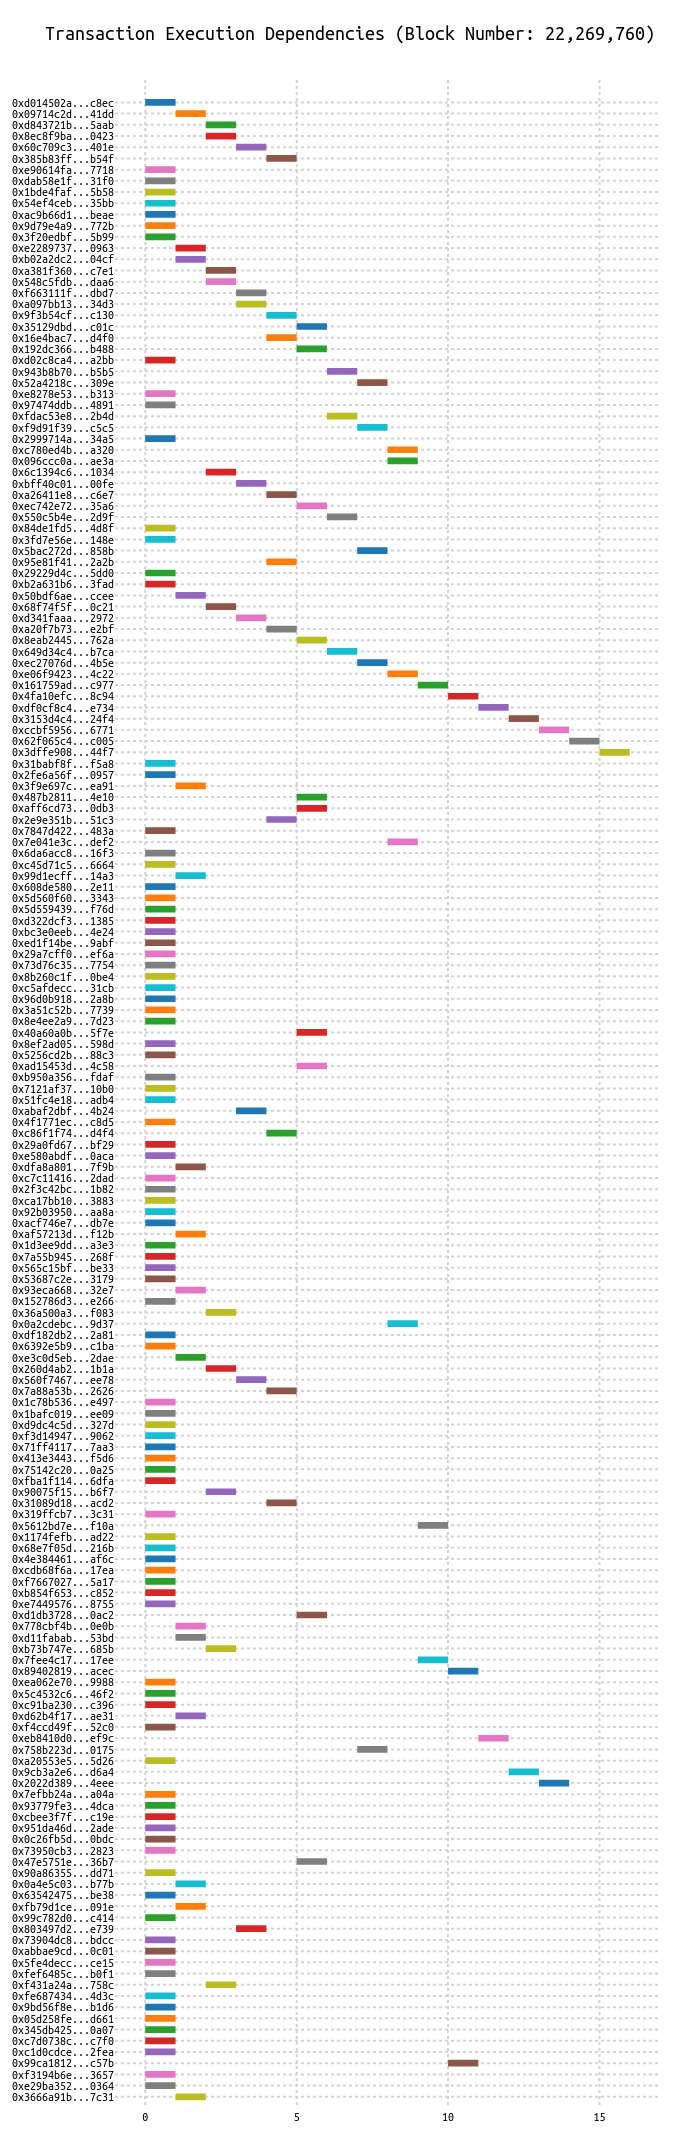 Transaction Execution Dependencies (Block Number: 22,269,760)
0xd014502a...c8ec
0x09714c2d...41dd
0xd843721b...5aab
0x8ec8f9ba...0423
0x60c709c3...401e
0x385b83ff...b54f
0xe90614fa...7718
0xdab58e1f...31f0
0x1bde4faf...5b58
0x54ef4ceb...35bb
0xac9b66d1...beae
0x9d79e4a9...772b
0x3f20edbf...5b99
0xe2289737...0963
0xb02a2dc2...04cf
0xa381f360...c7e1
0x548c5fdb...daa6
0xf663111f...dbd7
0xa097bb13...34d3
0x9f3b54cf...c130
0x35129dbd...c01c
0x16e4bac7...d4f0
0x192dc366...b488
0xd02c8ca4...a2bb
0x943b8b70...b5b5
0x52a4218c...309e
0xe8278e53...b313
0x97474ddb...4891
0xfdac53e8...2b4d
0xf9d91f39...c5c5
0x2999714a...34a5
0xc780ed4b...a320
0x096ccc0a...ae3a
0x6c1394c6...1034
0xbff40c01...00fe
0xa26411e8...c6e7
0xec742e72...35a6
0x550c5b4e...2d9f
0x84de1fd5...4d8f
0x3fd7e56e...148e
0x5bac272d...858b
0x95e81f41...2a2b
0x29229d4c...5dd0
0xb2a631b6...3fad
0x50bdf6ae...ccee
0x68f74f5f...0c21
0xd341faaa...2972
0xa20f7b73...e2bf
0x8eab2445...762a
0x649d34c4...b7ca
0xec27076d...4b5e
0xe06f9423...4c22
0x161759ad...c977
0x4fa10efc...8c94
0xdf0cf8c4...e734
0x3153d4c4...24f4
0xccbf5956...6771
0x62f065c4...c005
0x3dffe908...44f7
0x31babf8f...f5a8
0x2fe6a56f...0957
0x3f9e697c...ea91
0x487b2811...4e10
0xaff6cd73...0db3
0x2e9e351b...51c3
0x7847d422...483a
0x7e041e3c...def2
0x6da6acc8...16f3
0xc45d71c5...6664
0x99d1ecff...14a3
0x608de580...2e11
0x5d560f60...3343
0x5d559439...f76d
0xd322dcf3...1385
0xbc3e0eeb...4e24
0xed1f14be...9abf
0x29a7cff0...ef6a
0x73d76c35...7754
0x8b260c1f...0be4
0xc5afdecc...31cb
0x96d0b918...2a8b
0x3a51c52b...7739
0x8e4ee2a9...7d23
0x40a60a0b...5f7e
0x8ef2ad05...598d
0x5256cd2b...88c3
0xad15453d...4c58
0xb950a356...fdaf
0x7121af37...10b0
0x51fc4e18...adb4
0xabaf2dbf...4b24
0x4f1771ec...c8d5
0xc86f1f74...d4f4
0x29a0fd67...bf29
0xe580abdf...0aca
0xdfa8a801...7f9b
0xc7c11416...2dad
0x2f3c42bc...1b82
0xca17bb10...3883
0x92b03950...aa8a
0xacf746e7...db7e
0xaf57213d...f12b
0x1d3ee9dd...a3e3
0x7a55b945...268f
0x565c15bf...be33
0x53687c2e...3179
0x93eca668...32e7
0x152786d3...e266
0x36a500a3...f083
0x0a2cdebc...9d37
0xdf182db2...2a81
0x6392e5b9...c1ba
0xe3c0d5eb...2dae
0x260d4ab2...1b1a
0x560f7467...ee78
0x7a88a53b...2626
0x1c78b536...e497
0x1bafc019...ee09
0xd9dc4c5d...327d
0xf3d14947...9062
0x71ff4117...7aa3
0x413e3443...f5d6
0x75142c20...0a25
0xfba1f114...6dfa
0x90075f15...b6f7
0x31089d18...acd2
0x319ffcb7...3c31
0x5612bd7e...f10a
0x1174fefb...ad22
0x68e7f05d...216b
0x4e384461...af6c
0xcdb68f6a...17ea
0xf7667027...5a17
0xb854f653...c852
0xe7449576...8755
0xd1db3728...0ac2
0x778cbf4b...0e0b
0xd11fabab...53bd
0xb73b747e...685b
0x7fee4c17...17ee
0x89402819...acec
0xea062e70...9988
0x5c4532c6...46f2
0xc91ba230...c396
0xd62b4f17...ae31
0xf4ccd49f...52c0
0xeb8410d0...ef9c
0x758b223d...0175
0xa20553e5...5d26
0x9cb3a2e6...d6a4
0x2022d389...4eee
0x7efbb24a...a04a
0x93779fe3...4dca
0xcbee3f7f...c19e
0x951da46d...2ade
0x0c26fb5d...0bdc
0x73950cb3...2823
0x47e5751e...36b7
0x90a86355...dd71
0x0a4e5c03...b77b
0x63542475...be38
0xfb79d1ce...091e
0x99c782d0...c414
0x803497d2...e739
0x73904dc8...bdcc
0xabbae9cd...0c01
0x5fe4decc...ce15
0xfef6485c...b0f1
0xf431a24a...758c
0xfe687434...4d3c
0x9bd56f8e...b1d6
0x05d258fe...d661
0x345db425...0a07
0xc7d0738c...c7f0
0xc1d0cdce...2fea
0x99ca1812...c57b
0xf3194b6e...3657
0xe29ba352...0364
0x3666a91b...7c31
0 5 10 15